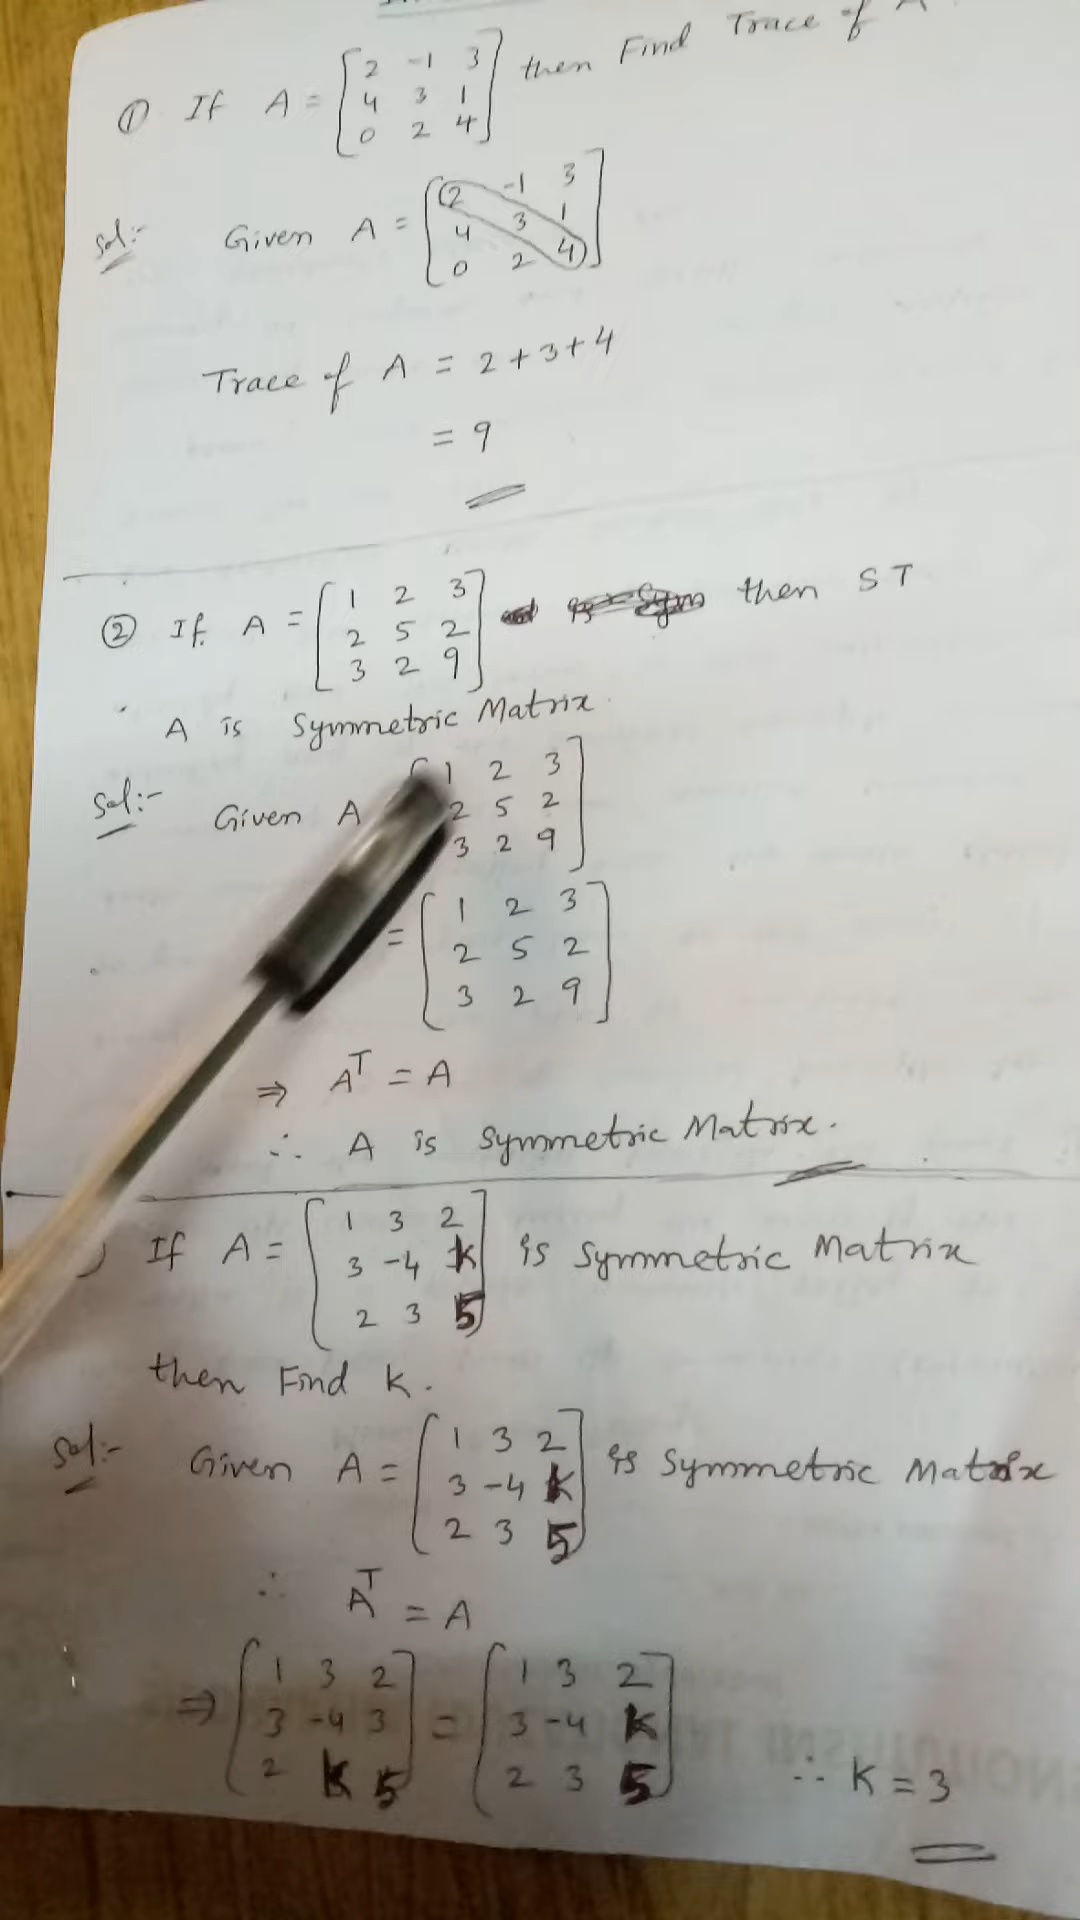 ① If A = [2 -1 3 then Find Trace of A
4 3 1
0 2 4]
Sol:- Given A = [2 -1 3
4 3 1
0 2 4]
Trace of A = 2+3+4
= 9
② If A = [1 2 3 then ST
2 5 2
3 2 9]
A is Symmetric Matrix.
Sol:- Given A [1 2 3
2 5 2
3 2 9]
= [1 2 3
2 5 2
3 2 9]
⇒ Aᵀ = A
∴ A is Symmetric Matrix.
) If A = [1 3 2 is Symmetric Matrix
3 -4 k
2 3 5]
then Find k.
Sol:- Given A = [1 3 2 is Symmetric Matrix
3 -4 k
2 3 5]
∴ Aᵀ = A
⇒ [1 3 2 = [1 3 2
3 -4 3 3 -4 k
2 k 5] 2 3 5] ∴ k = 3